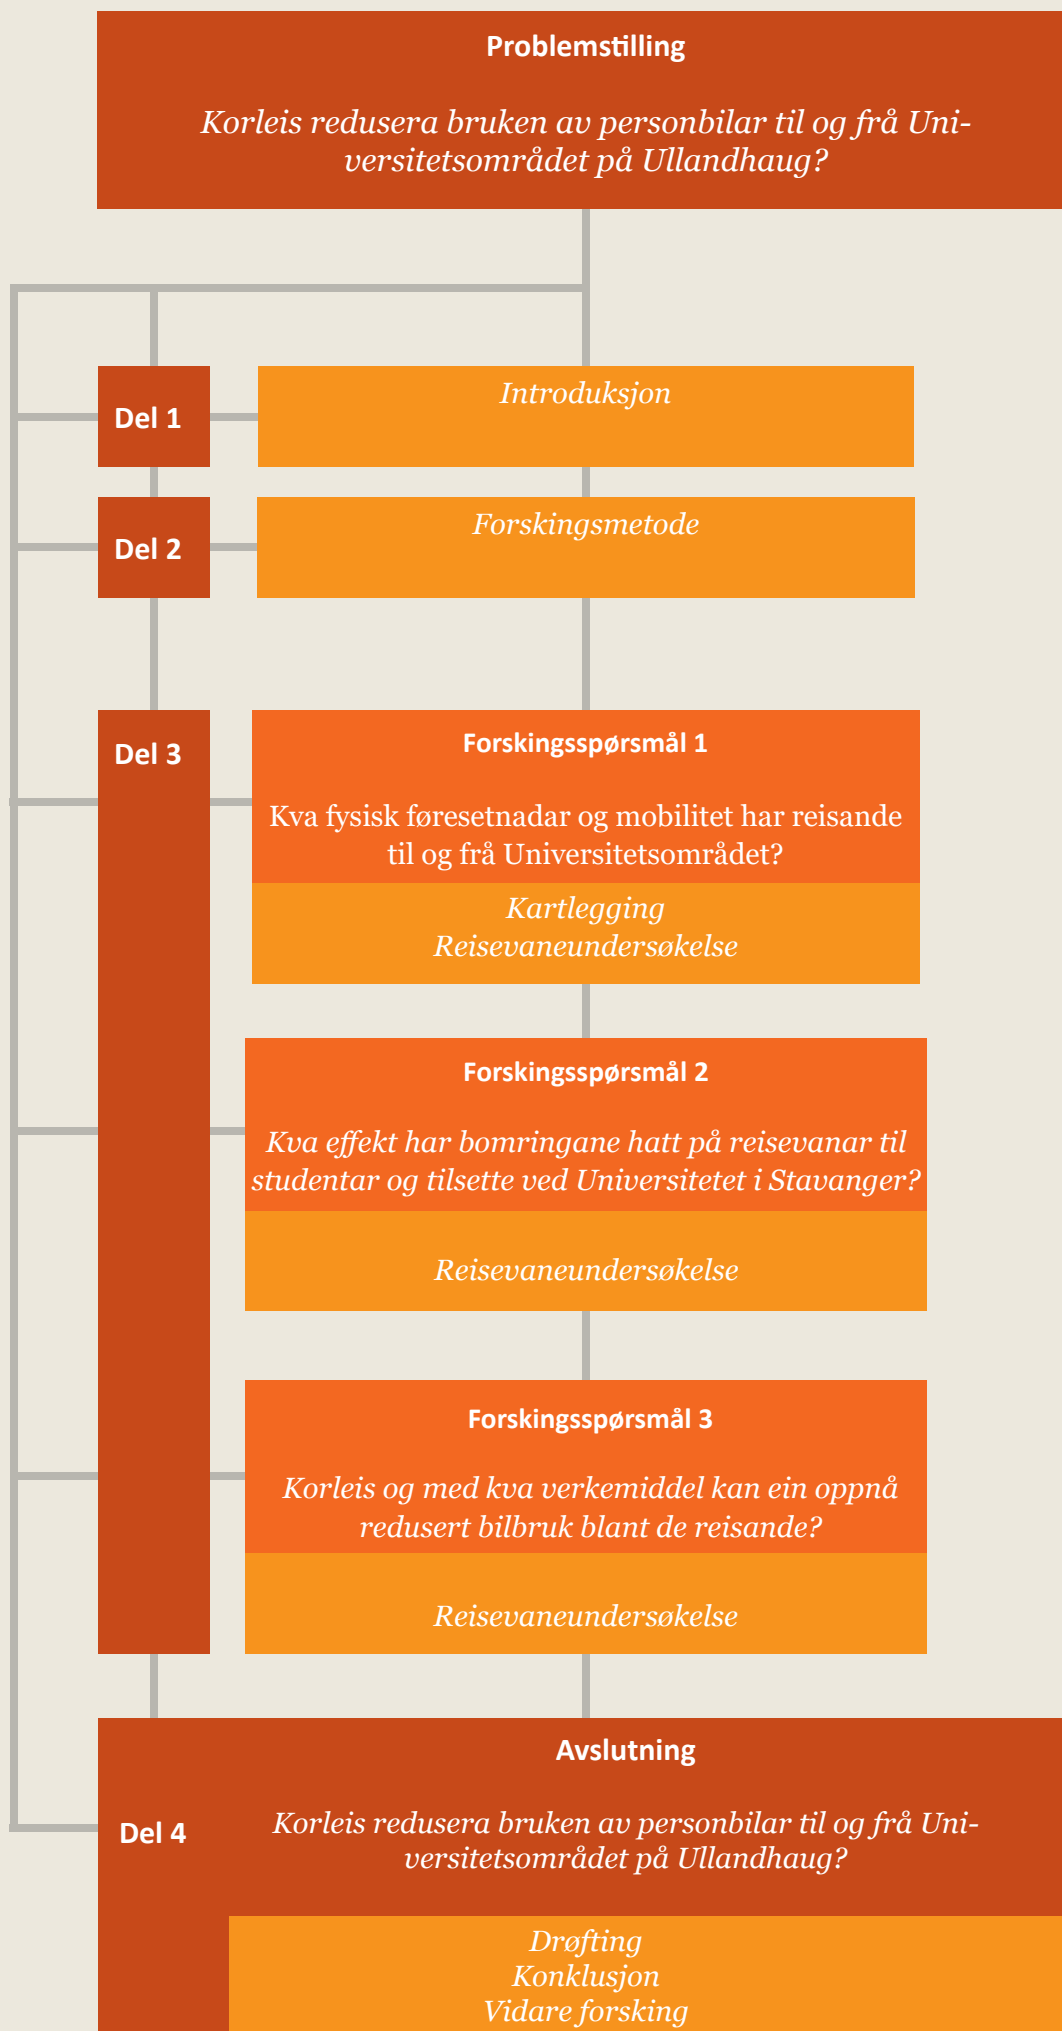 Problemstilling
Korleis redusera bruken av personbilar til og frå Uni-
versitetsområdet på Ullandhaug?
Del 1
Introduksjon
Del 2
Forskingsmetode
Del 3
Forskingsspørsmål 1
Kva fysisk føresetnadar og mobilitet har reisande
til og frå Universitetsområdet?
Kartlegging
Reisevaneundersøkelse
Forskingsspørsmål 2
Kva effekt har bomringane hatt på reisevanar til
studentar og tilsette ved Universitetet i Stavanger?
Reisevaneundersøkelse
Forskingsspørsmål 3
Korleis og med kva verkemiddel kan ein oppnå
redusert bilbruk blant de reisande?
Reisevaneundersøkelse
Avslutning
Del 4
Korleis redusera bruken av personbilar til og frå Uni-
versitetsområdet på Ullandhaug?
Drøfting
Konklusjon
Vidare forsking